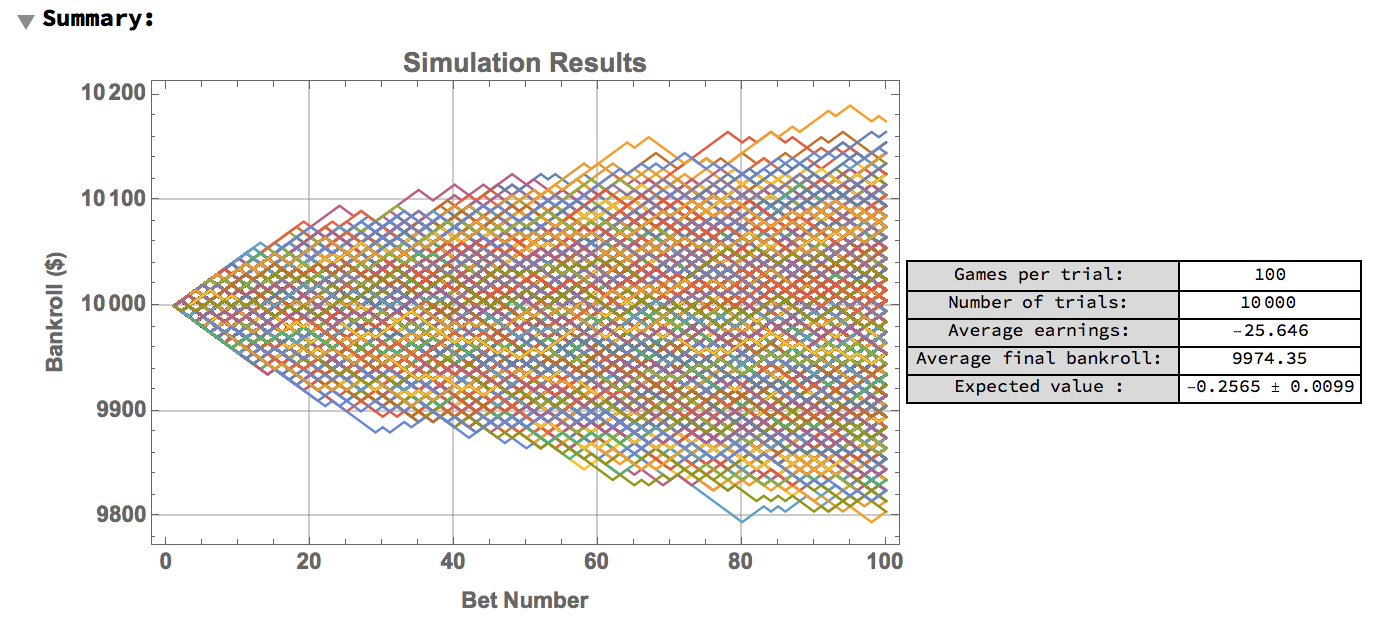 Summary:
Simulation Results
10 200
10 100
10 000
9900
9800
Bankroll ($)
0 20 40 60 80 100
Bet Number
Games per trial: 100
Number of trials: 10 000
Average earnings: -25.646
Average final bankroll: 9974.35
Expected value : -0.2565 ± 0.0099